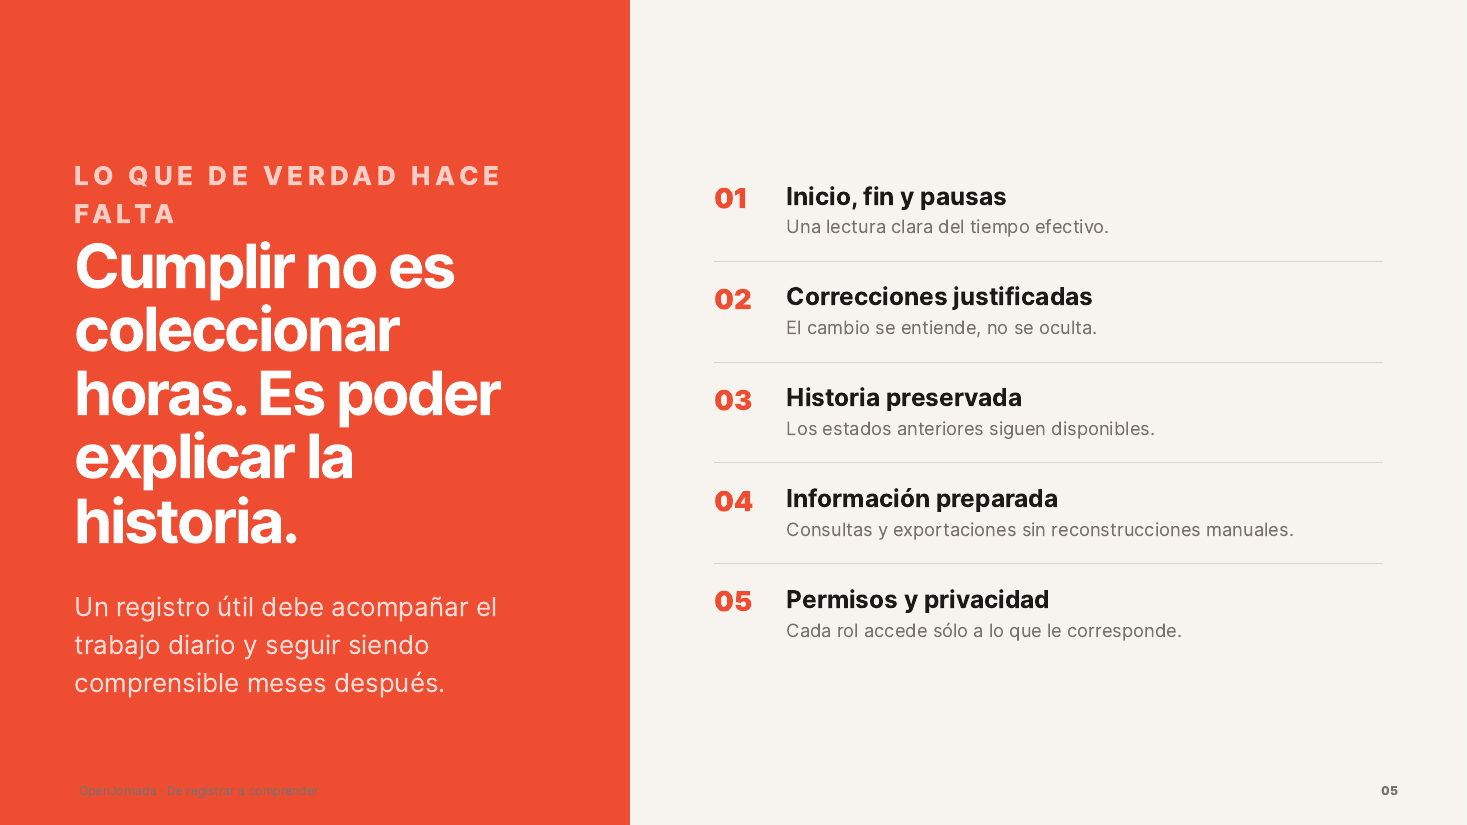 LO QUE DE VERDAD HACE
FALTA
Cumplir no es
coleccionar
horas. Es poder
explicar la
historia.
Un registro útil debe acompañar el
trabajo diario y seguir siendo
comprensible meses después.
01 Inicio, fin y pausas
Una lectura clara del tiempo efectivo.
02 Correcciones justificadas
El cambio se entiende, no se oculta.
03 Historia preservada
Los estados anteriores siguen disponibles.
04 Información preparada
Consultas y exportaciones sin reconstrucciones manuales.
05 Permisos y privacidad
Cada rol accede sólo a lo que le corresponde.
De registrar a comprender
05